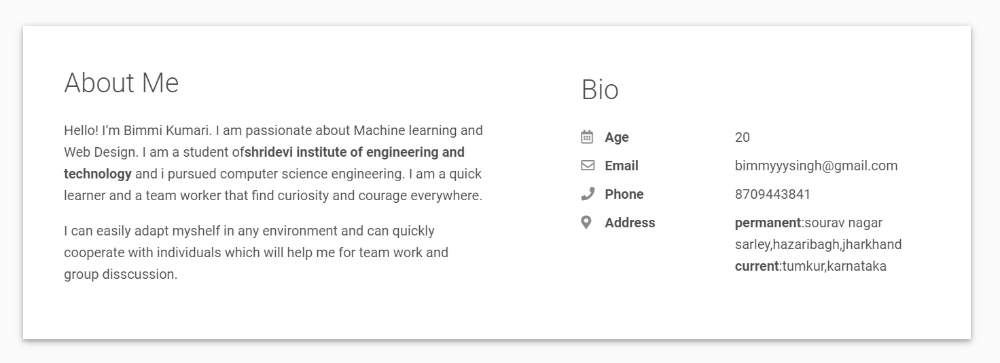 About Me
Hello! I’m Bimmi Kumari. I am passionate about Machine learning and
Web Design. I am a student ofshridevi institute of engineering and
technology and i pursued computer science engineering. I am a quick
learner and a team worker that find curiosity and courage everywhere.
I can easily adapt myshelf in any environment and can quickly
cooperate with individuals which will help me for team work and
group disscussion.
Bio
Age 20
Email bimmyyysingh@gmail.com
Phone 8709443841
Address permanent:sourav nagar
sarley,hazaribagh,jharkhand
current:tumkur,karnataka